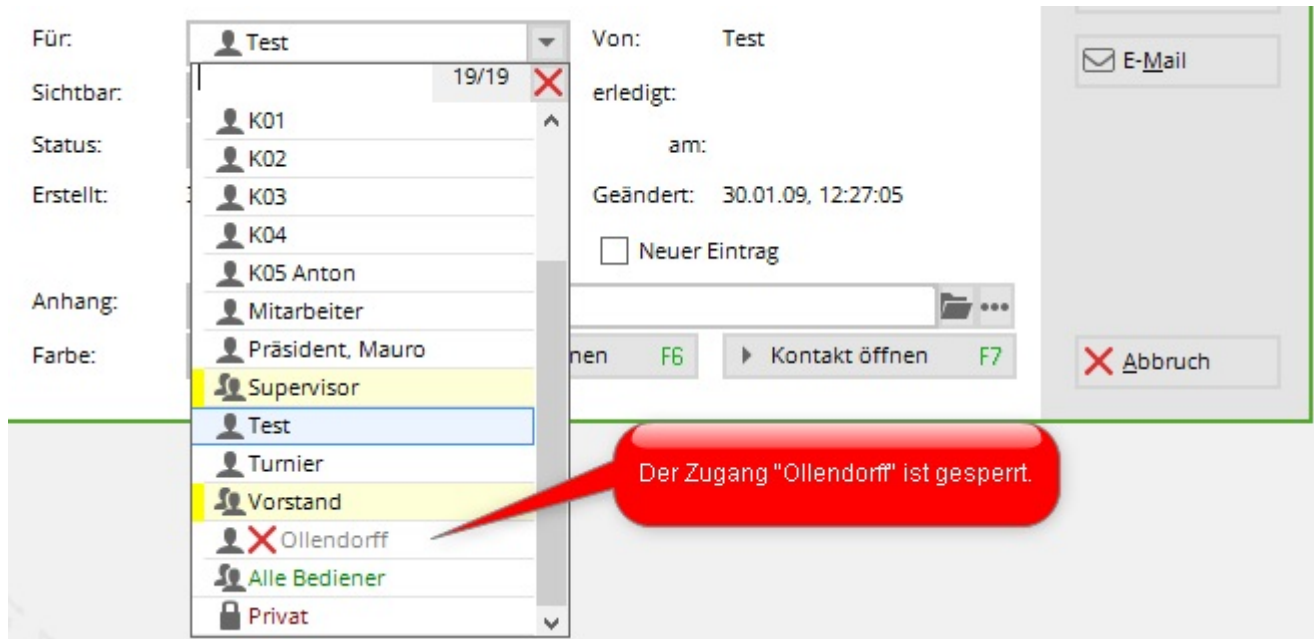 Für: Test Von: Test
E-Mail
19/19
Sichtbar: erledigt:
K01
Status: am:
K02
Erstellt: K03 Geändert: 30.01.09, 12:27:05
K04
Neuer Eintrag
K05 Anton
Anhang: Mitarbeiter
Farbe: Präsident, Mauro nen F6 Kontakt öffnen F7 Abbruch
Supervisor
Test
Turnier
Der Zugang "Ollendorff" ist gesperrt.
Vorstand
Ollendorff
Alle Bediener
Privat